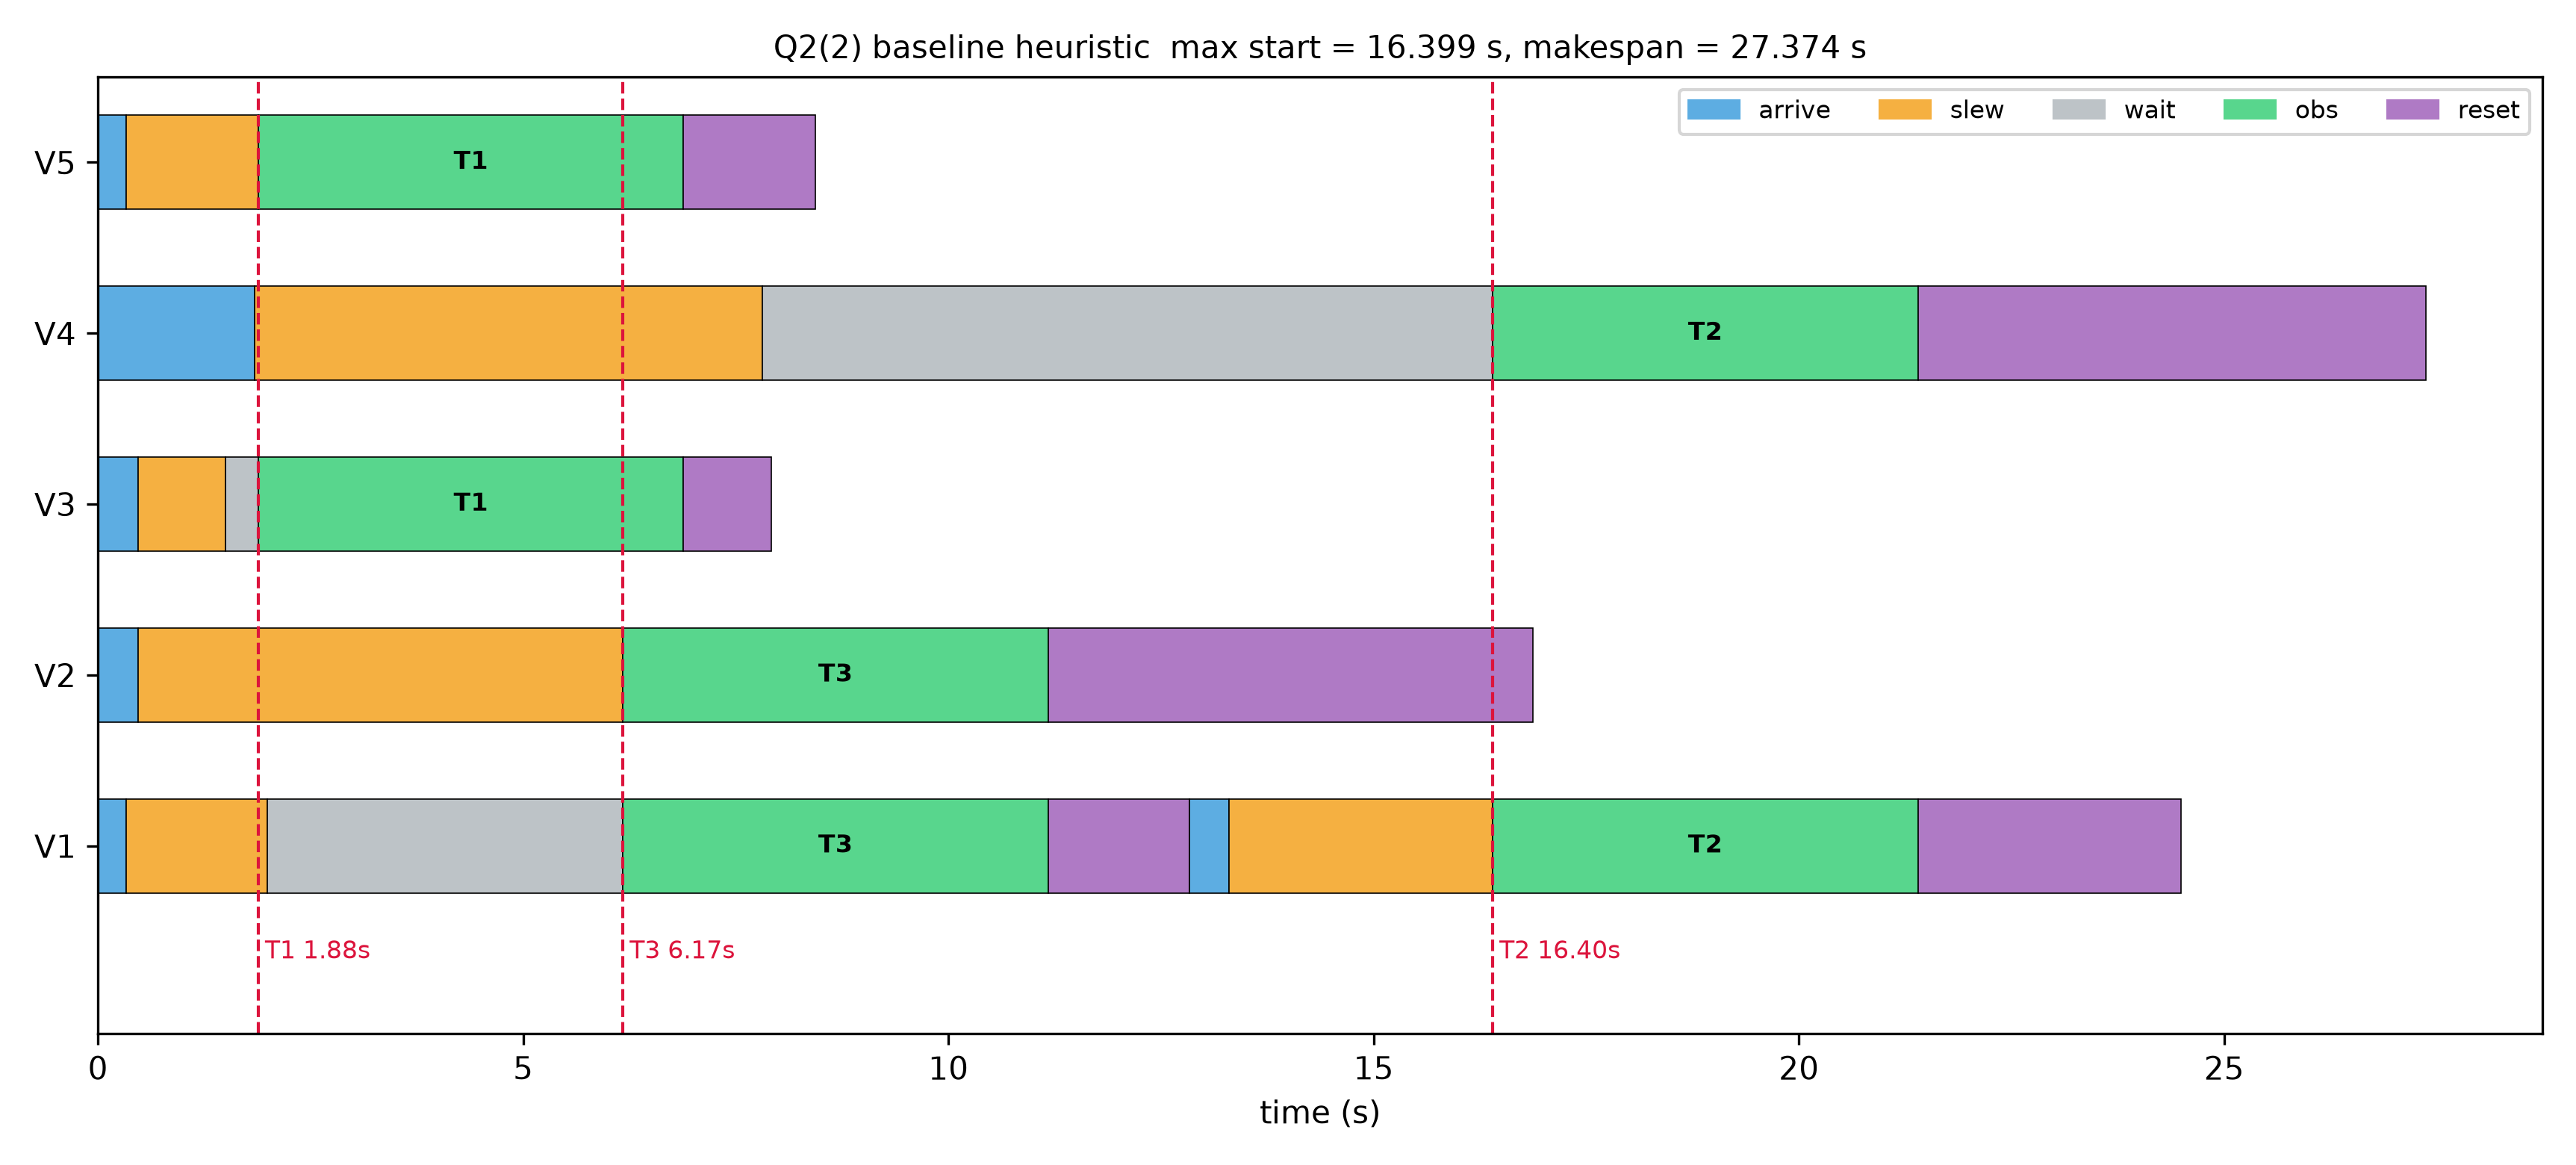 Q2(2) baseline heuristic  max start = 16.399 s, makespan = 27.374 s
arrive slew wait obs reset
V5 T1
V4 T2
V3 T1
V2 T3
V1 T3 T2
T1 1.88s T3 6.17s T2 16.40s
0 5 10 15 20 25
time (s)